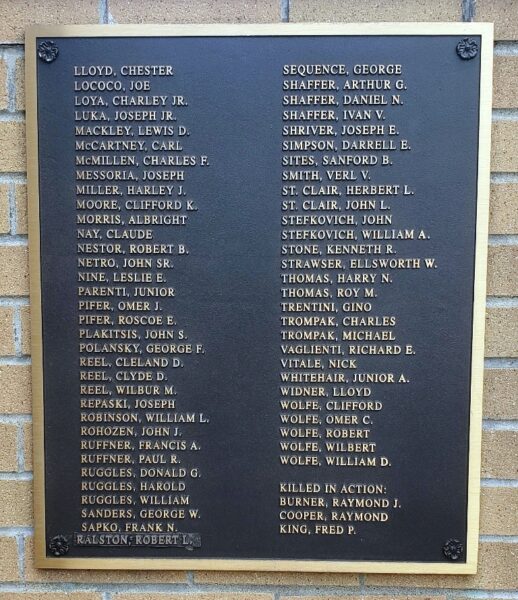 LLOYD, CHESTER
LOCOCO, JOE
LOYA, CHARLEY JR.
LUKA, JOSEPH JR.
MACKLEY, LEWIS D.
McCARTNEY, CARL
McMILLEN, CHARLES F.
MESSORIA, JOSEPH
MILLER, HARLEY J.
MOORE, CLIFFORD K.
MORRIS, ALBRIGHT
NAY, CLAUDE
NESTOR, ROBERT B.
NETRO, JOHN SR.
NINE, LESLIE E.
PARENTI, JUNIOR
PIFER, OMER J.
PIFER, ROSCOE E.
PLAKITSIS, JOHN S.
POLANSKY, GEORGE F.
REEL, CLELAND D.
REEL, CLYDE D.
REEL, WILBUR M.
REPASKI, JOSEPH
ROBINSON, WILLIAM L.
ROHOZEN, JOHN J.
RUFFNER, FRANCIS A.
RUFFNER, PAUL R.
RUGGLES, DONALD G.
RUGGLES, HAROLD
RUGGLES, WILLIAM
SANDERS, GEORGE W.
SAPKO, FRANK N.
RALSTON, ROBERT L.
SEQUENCE, GEORGE
SHAFFER, ARTHUR G.
SHAFFER, DANIEL N.
SHAFFER, IVAN V.
SHRIVER, JOSEPH E.
SIMPSON, DARRELL E.
SITES, SANFORD B.
SMITH, VERL V.
ST. CLAIR, HERBERT L.
ST. CLAIR, JOHN L.
STEFKOVICH, JOHN
STEFKOVICH, WILLIAM A.
STONE, KENNETH R.
STRAWSER, ELLSWORTH W.
THOMAS, HARRY N.
THOMAS, ROY M.
TRENTINI, GINO
TROMPAK, CHARLES
TROMPAK, MICHAEL
VAGLIENTI, RICHARD E.
VITALE, NICK
WHITEHAIR, JUNIOR A.
WIDNER, LLOYD
WOLFE, CLIFFORD
WOLFE, OMER C.
WOLFE, ROBERT
WOLFE, WILBERT
WOLFE, WILLIAM D.
KILLED IN ACTION:
BURNER, RAYMOND J.
COOPER, RAYMOND
KING, FRED P.